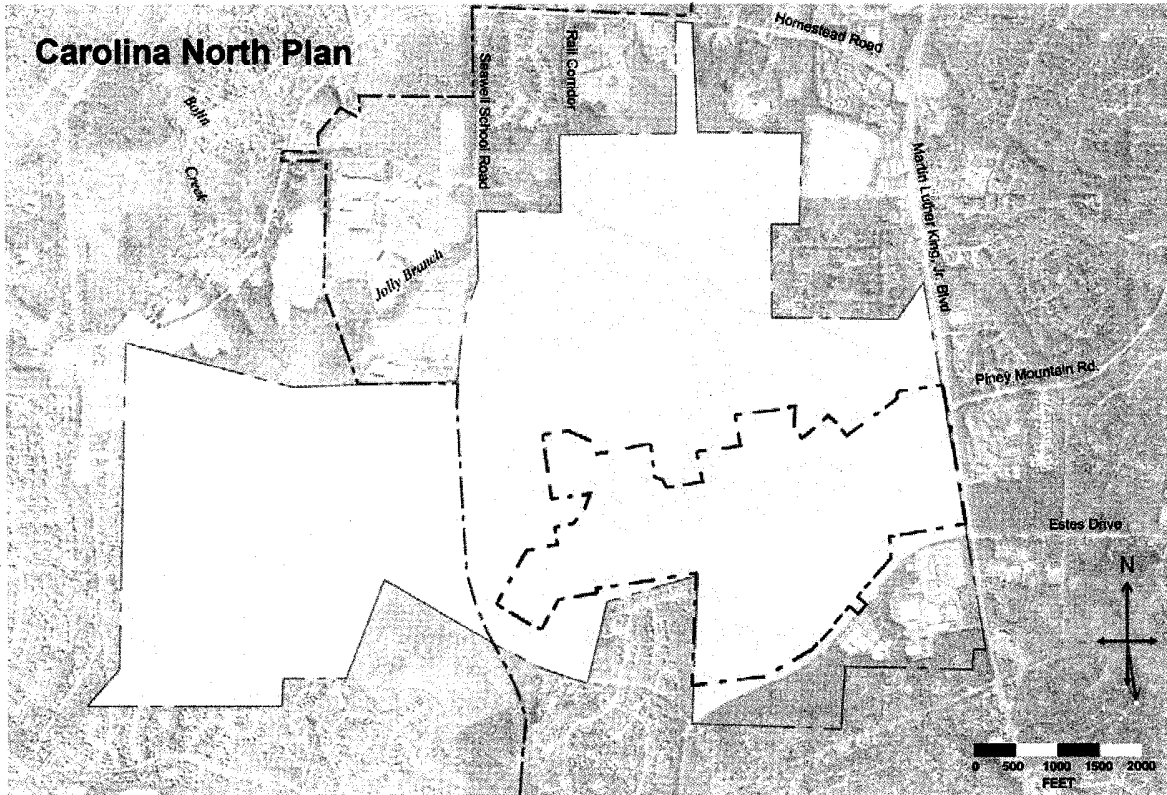 Carolina North Plan
Homestead Road
Rail Corridor
Seawell School Road
Bolin
Creek
Martin Luther King, Jr. Blvd
Jolly Branch
Piney Mountain Rd.
Estes Drive
N
0 500 1000 1500 2000
FEET